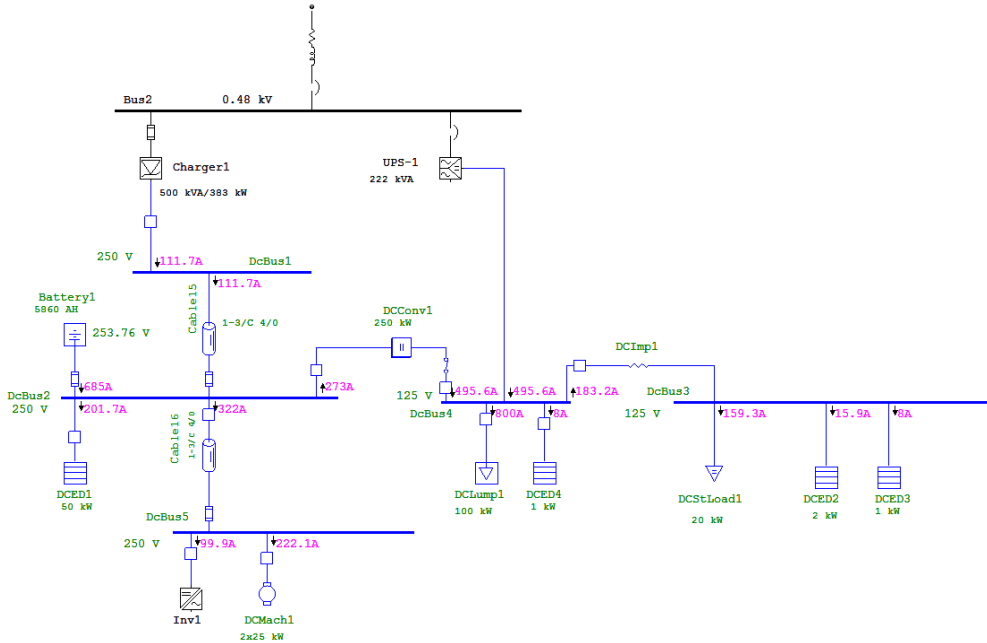 Bus2 0.48 kV
Charger1
500 kVA/383 kW
UPS-1
222 kVA
250 V
111.7A
DcBus1
111.7A
Cable15
1-3/C 4/0
Battery1
5860 AH
253.76 V
DCConv1
250 kW
DCImp1
685A
DcBus2
250 V
201.7A
322A
273A
125 V
495.6A
495.6A
183.2A
DcBus4
800A
8A
DcBus3
125 V
159.3A
15.9A
8A
Cable16
1-3/C 4/0
DCED1
50 kW
DCLump1
100 kW
DCED4
1 kW
DCStLoad1
20 kW
DCED2
2 kW
DCED3
1 kW
DcBus5
250 V
99.9A
222.1A
Inv1
DCMach1
2x25 kW